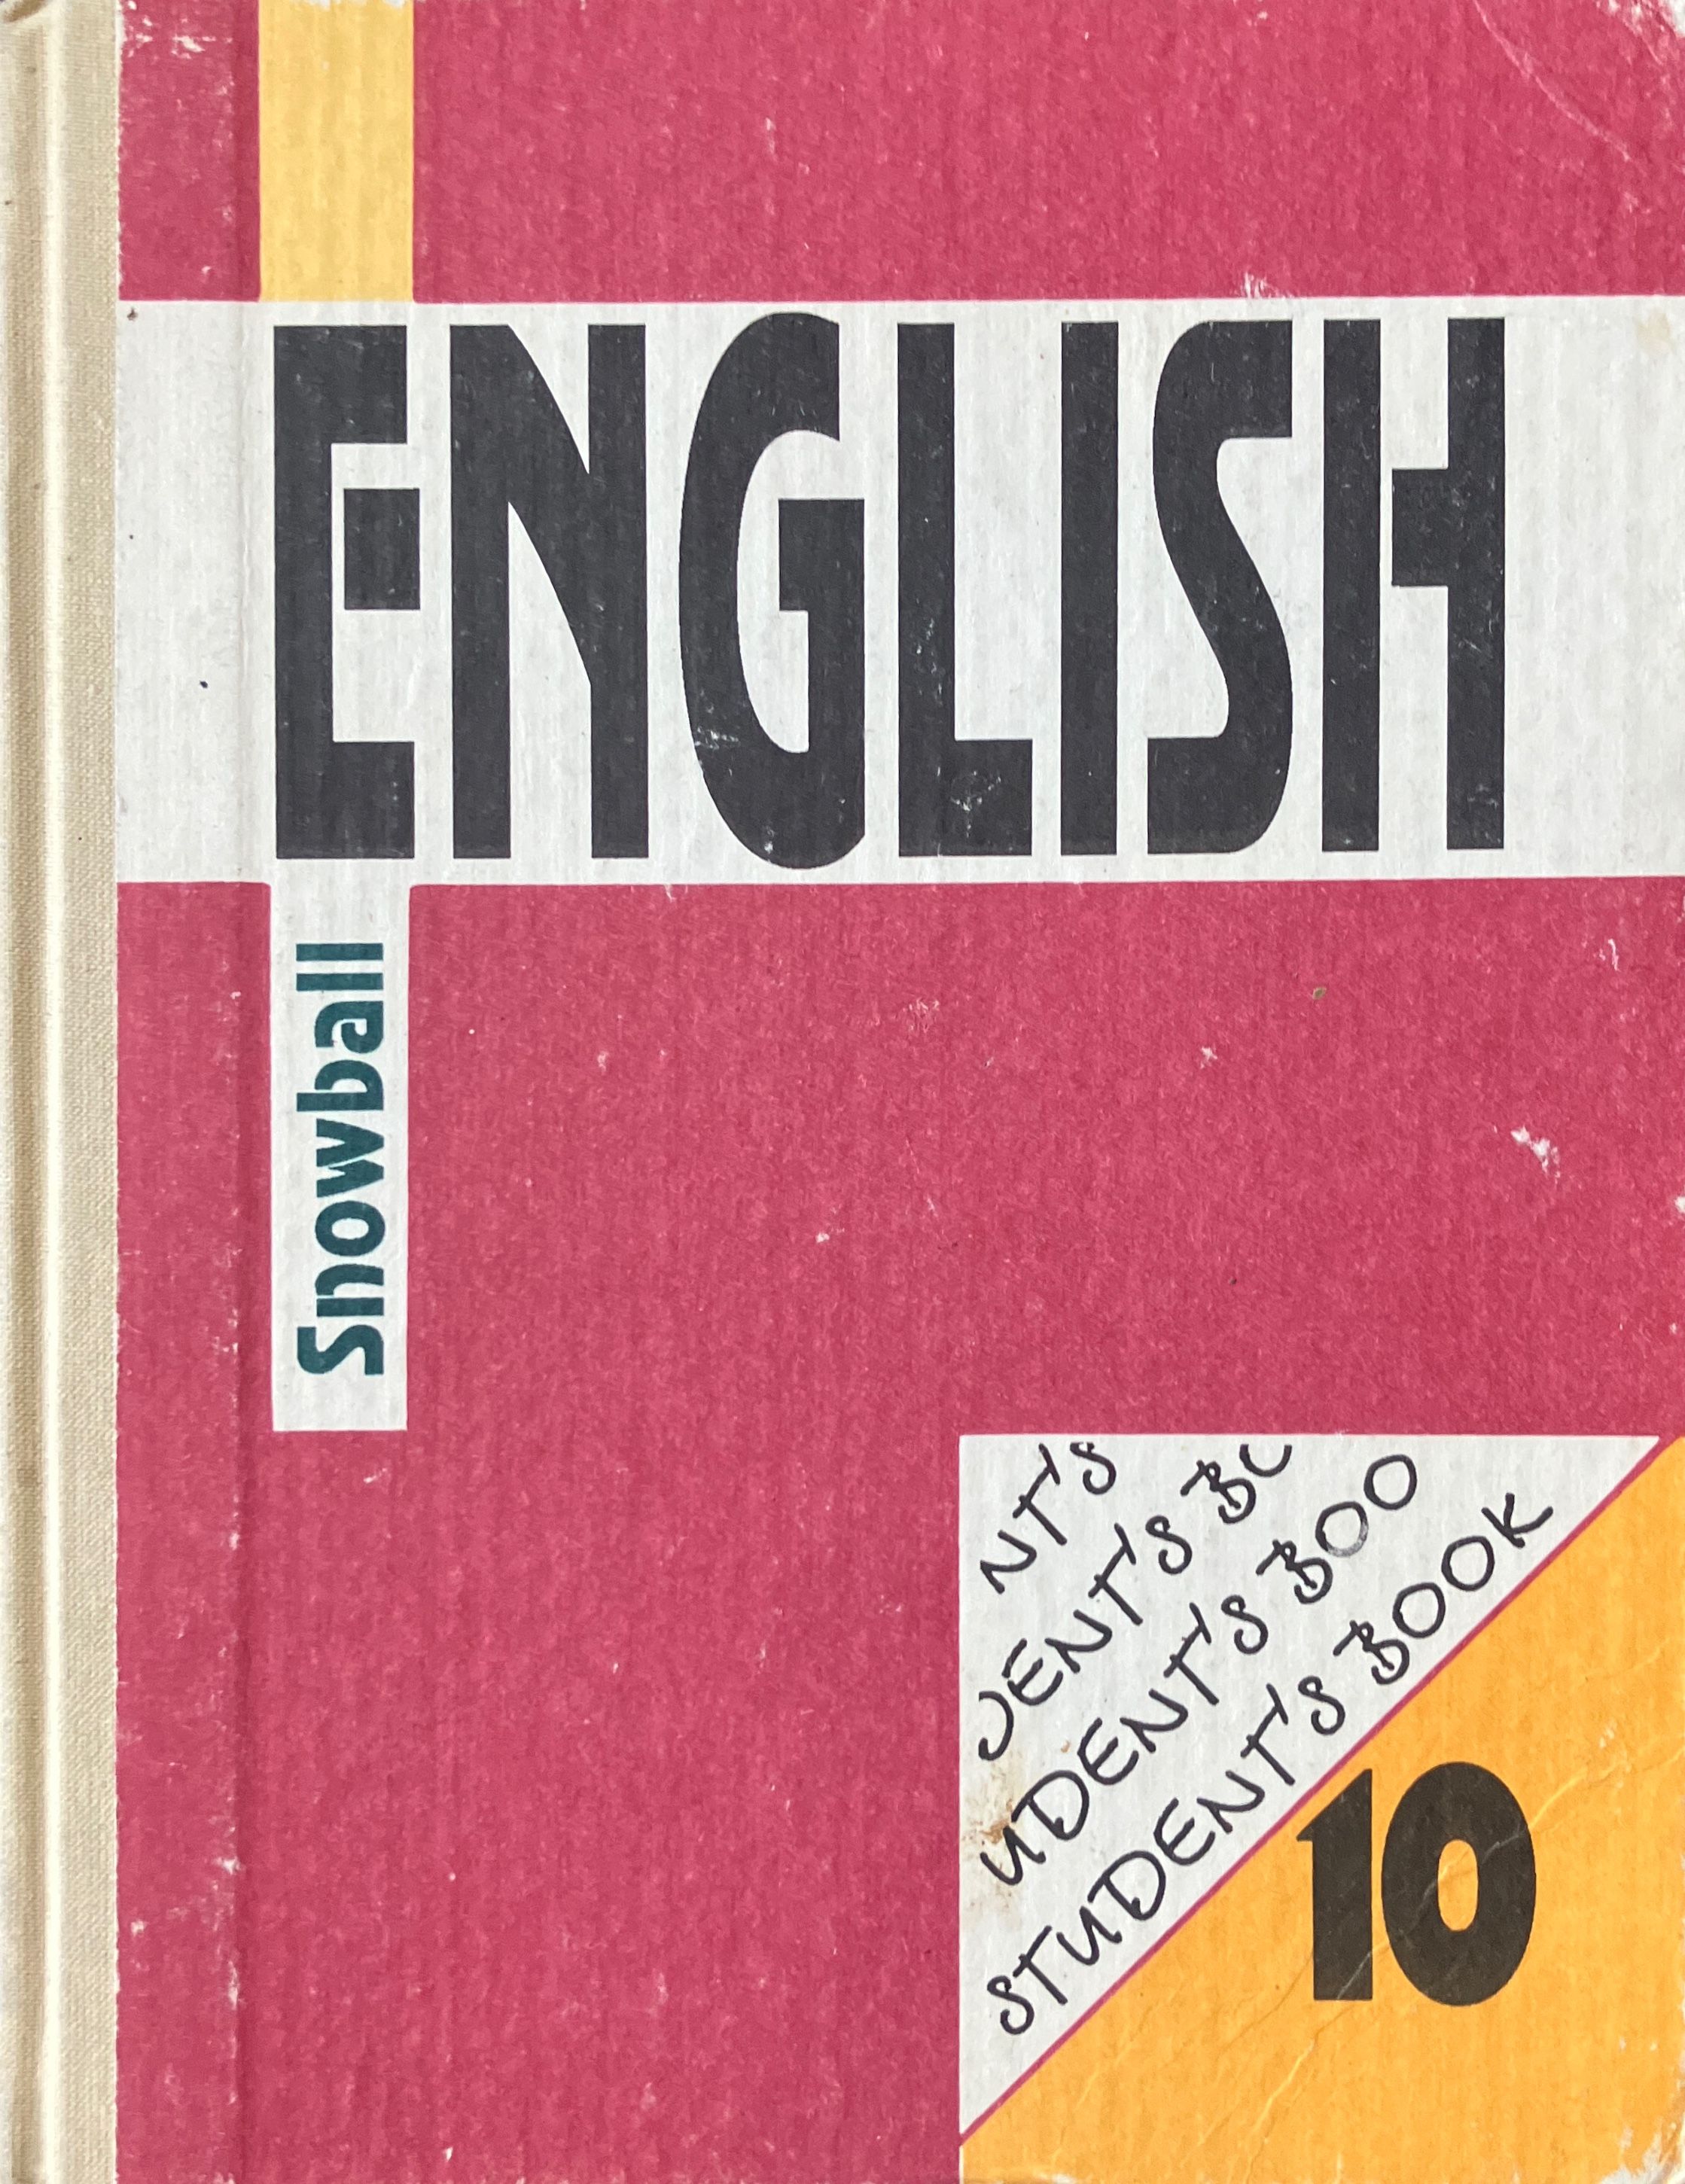 ENGLISH
Snowball
NT'S
DENT'S BO
UDENT'S BOO
STUDENT'S BOOK
10